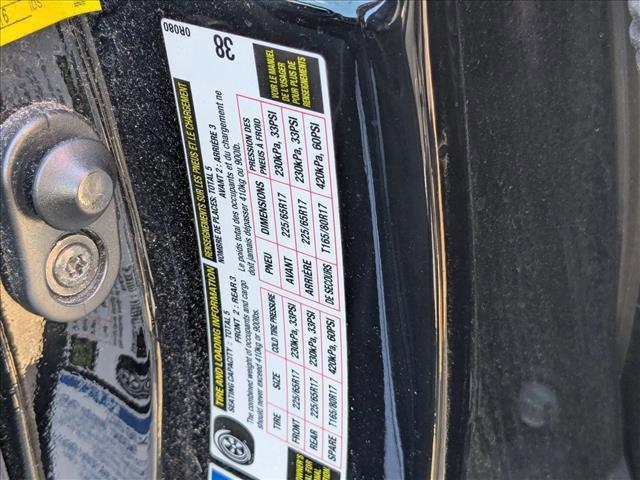 TIRE AND LOADING INFORMATION
SEATING CAPACITY TOTAL 5 FRONT 2 : REAR 3
The combined weight of occupants and cargo
should never exceed 410kg or 900lbs.
TIRE SIZE COLD TIRE PRESSURE
FRONT 225/65R17 230kPa, 33PSI
REAR 225/65R17 230kPa, 33PSI
SPARE T165/80R17 420kPa, 60PSI
OWNER'S
FOR
RENSEIGNEMENTS SUR LES PNEUS ET LE CHARGEMENT
NOMBRE DE PLACES: TOTAL 5 AVANT 2 : ARRIÈRE 3
Le poids total des occupants et du chargement ne
doit jamais dépasser 410kg ou 900lb.
PNEU DIMENSIONS PRESSION DES PNEUS À FROID
AVANT 225/65R17 230kPa, 33PSI
ARRIÈRE 225/65R17 230kPa, 33PSI
DE SECOURS T165/80R17 420kPa, 60PSI
VOIR LE MANUEL
DE L'USAGER
POUR PLUS DE
RENSEIGNEMENTS
38
0R080